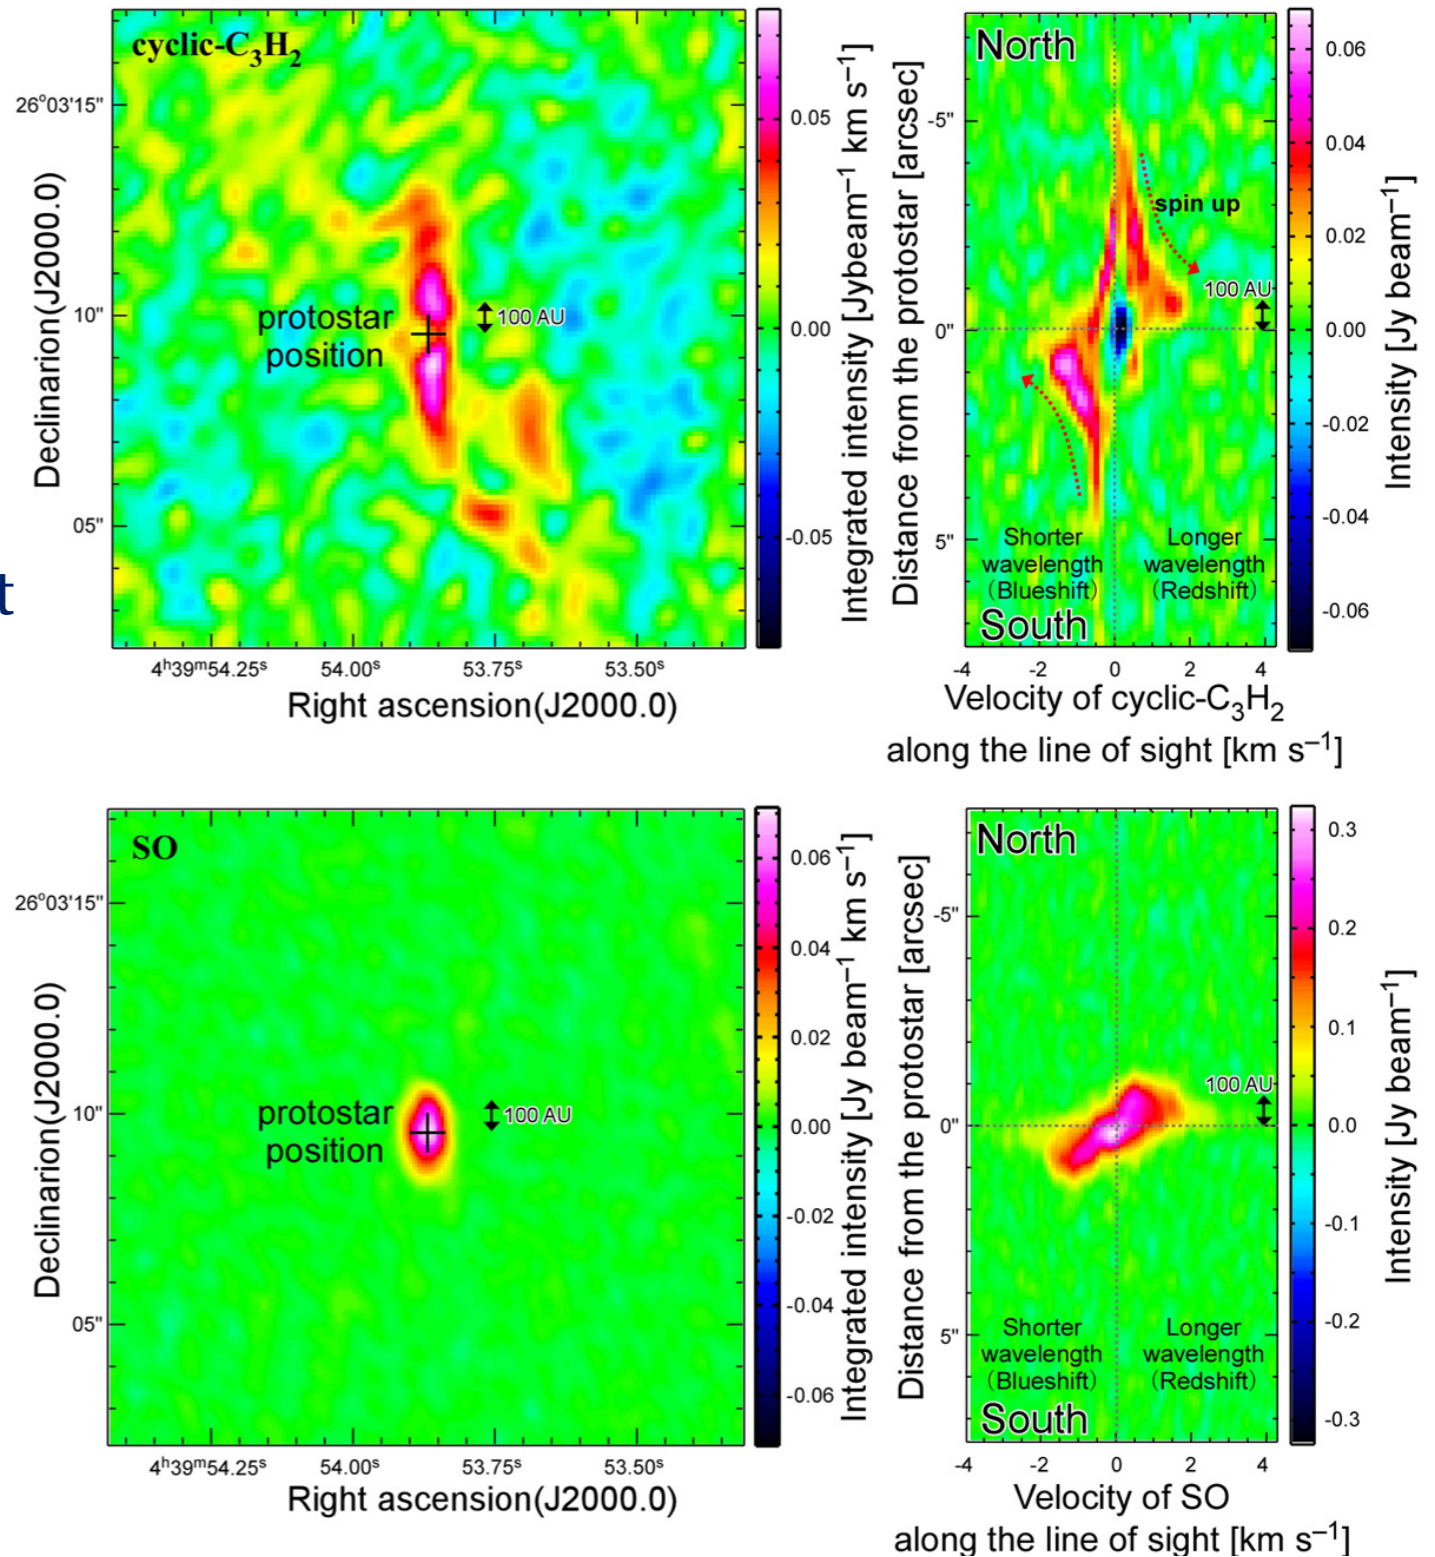 cyclic-C₃H₂
26º03'15"
10"
05"
Declinarion(J2000.0)
protostar
position
100 AU
4ʰ39ᵐ54.25ˢ 54.00ˢ 53.75ˢ 53.50ˢ
Right ascension(J2000.0)
0.05
0.00
-0.05
Integrated intensity [Jybeam⁻¹ km s⁻¹]
North
-5"
0"
5"
Distance from the protostar [arcsec]
spin up
100 AU
Shorter
wavelength
(Blueshift)
Longer
wavelength
(Redshift)
South
-4 -2 0 2 4
Velocity of cyclic-C₃H₂
along the line of sight [km s⁻¹]
0.06
0.04
0.02
0.00
-0.02
-0.04
-0.06
Intensity [Jy beam⁻¹]
t
SO
26º03'15"
10"
05"
Declinarion(J2000.0)
protostar
position
100 AU
4ʰ39ᵐ54.25ˢ 54.00ˢ 53.75ˢ 53.50ˢ
Right ascension(J2000.0)
0.06
0.04
0.02
0.00
-0.02
-0.04
-0.06
Integrated intensity [Jy beam⁻¹ km s⁻¹]
North
-5"
0"
5"
Distance from the protostar [arcsec]
100 AU
Shorter
wavelength
(Blueshift)
Longer
wavelength
(Redshift)
South
-4 -2 0 2 4
Velocity of SO
along the line of sight [km s⁻¹]
0.3
0.2
0.1
0.0
-0.1
-0.2
-0.3
Intensity [Jy beam⁻¹]